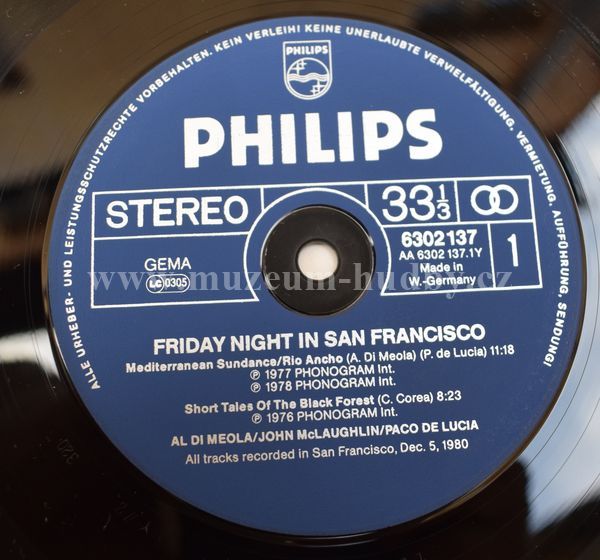 ALLE URHEBER- UND LEISTUNGSSCHUTZRECHTE VORBEHALTEN. KEIN VERLEIH! KEINE UNERLAUBTE VERVIELFÄLTIGUNG, VERMIETUNG, AUFFÜHRUNG, SENDUNG!
PHILIPS
PHILIPS
STEREO
33 1/3
GEMA
LC 0305
6302 137
AA 6302 137.1Y
Made in
W.-Germany
1
www.muzeum-hudby.cz
FRIDAY NIGHT IN SAN FRANCISCO
Mediterranean Sundance/Rio Ancho (A. Di Meola) (P. de Lucia) 11:18
℗ 1977 PHONOGRAM Int.
℗ 1978 PHONOGRAM Int.
Short Tales Of The Black Forest (C. Corea) 8:23
℗ 1976 PHONOGRAM Int.
AL DI MEOLA/JOHN McLAUGHLIN/PACO DE LUCIA
All tracks recorded in San Francisco, Dec. 5, 1980